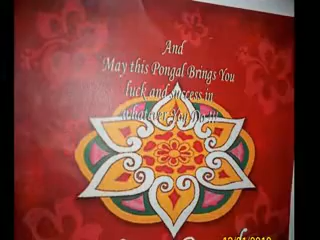 And
May this Pongal Brings You
luck and success in
whatever You Do !!!